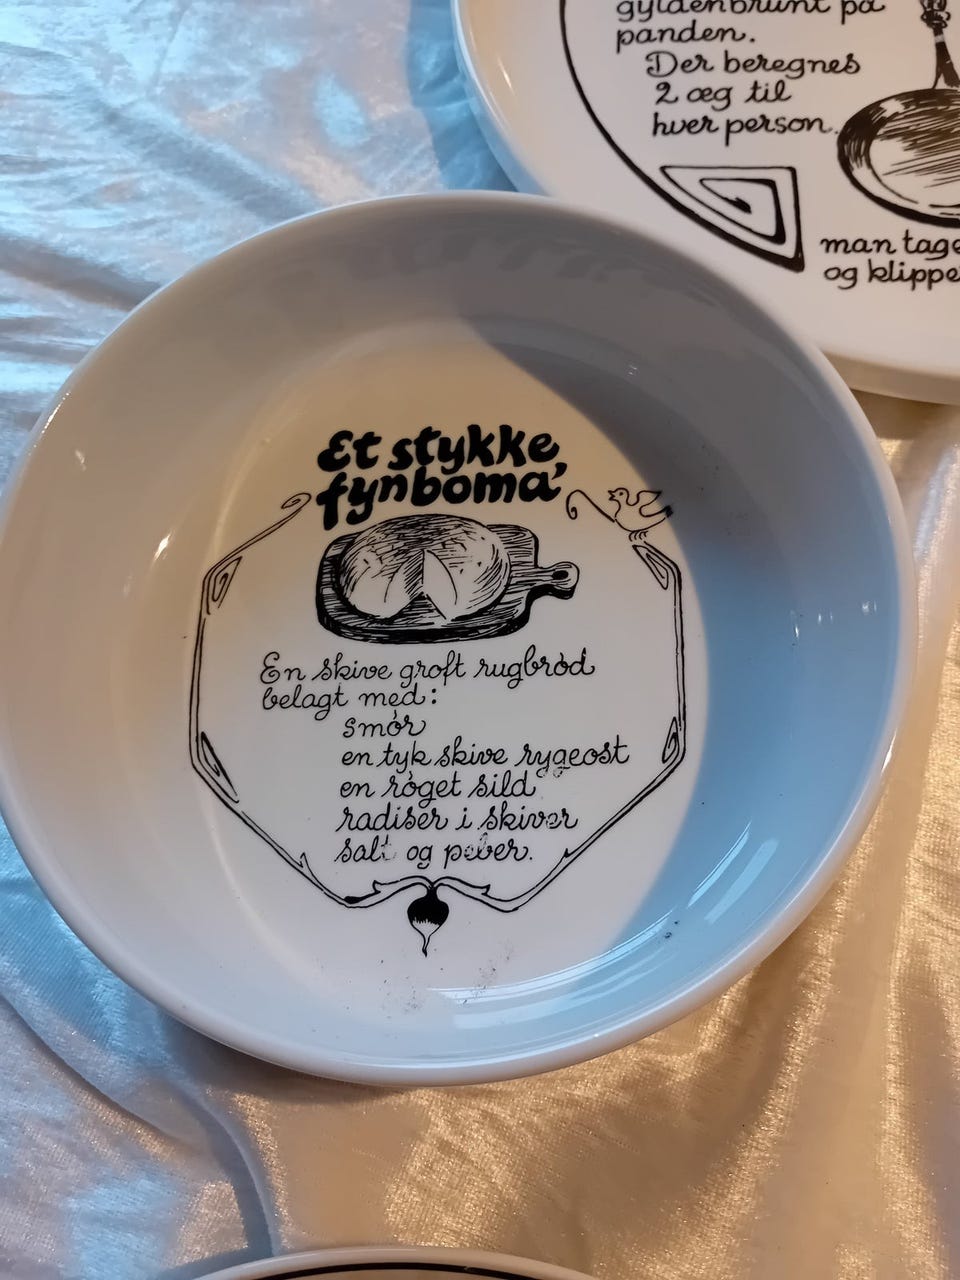 gyldenbrunt på
panden.
Der beregnes
2 æg til
hver person.
man tage
og klippe
Et stykke
fynboma'
En skive groft rugbrød
belagt med:
smør
en tyk skive rygeost
en røget sild
radiser i skiver
salt og peber.